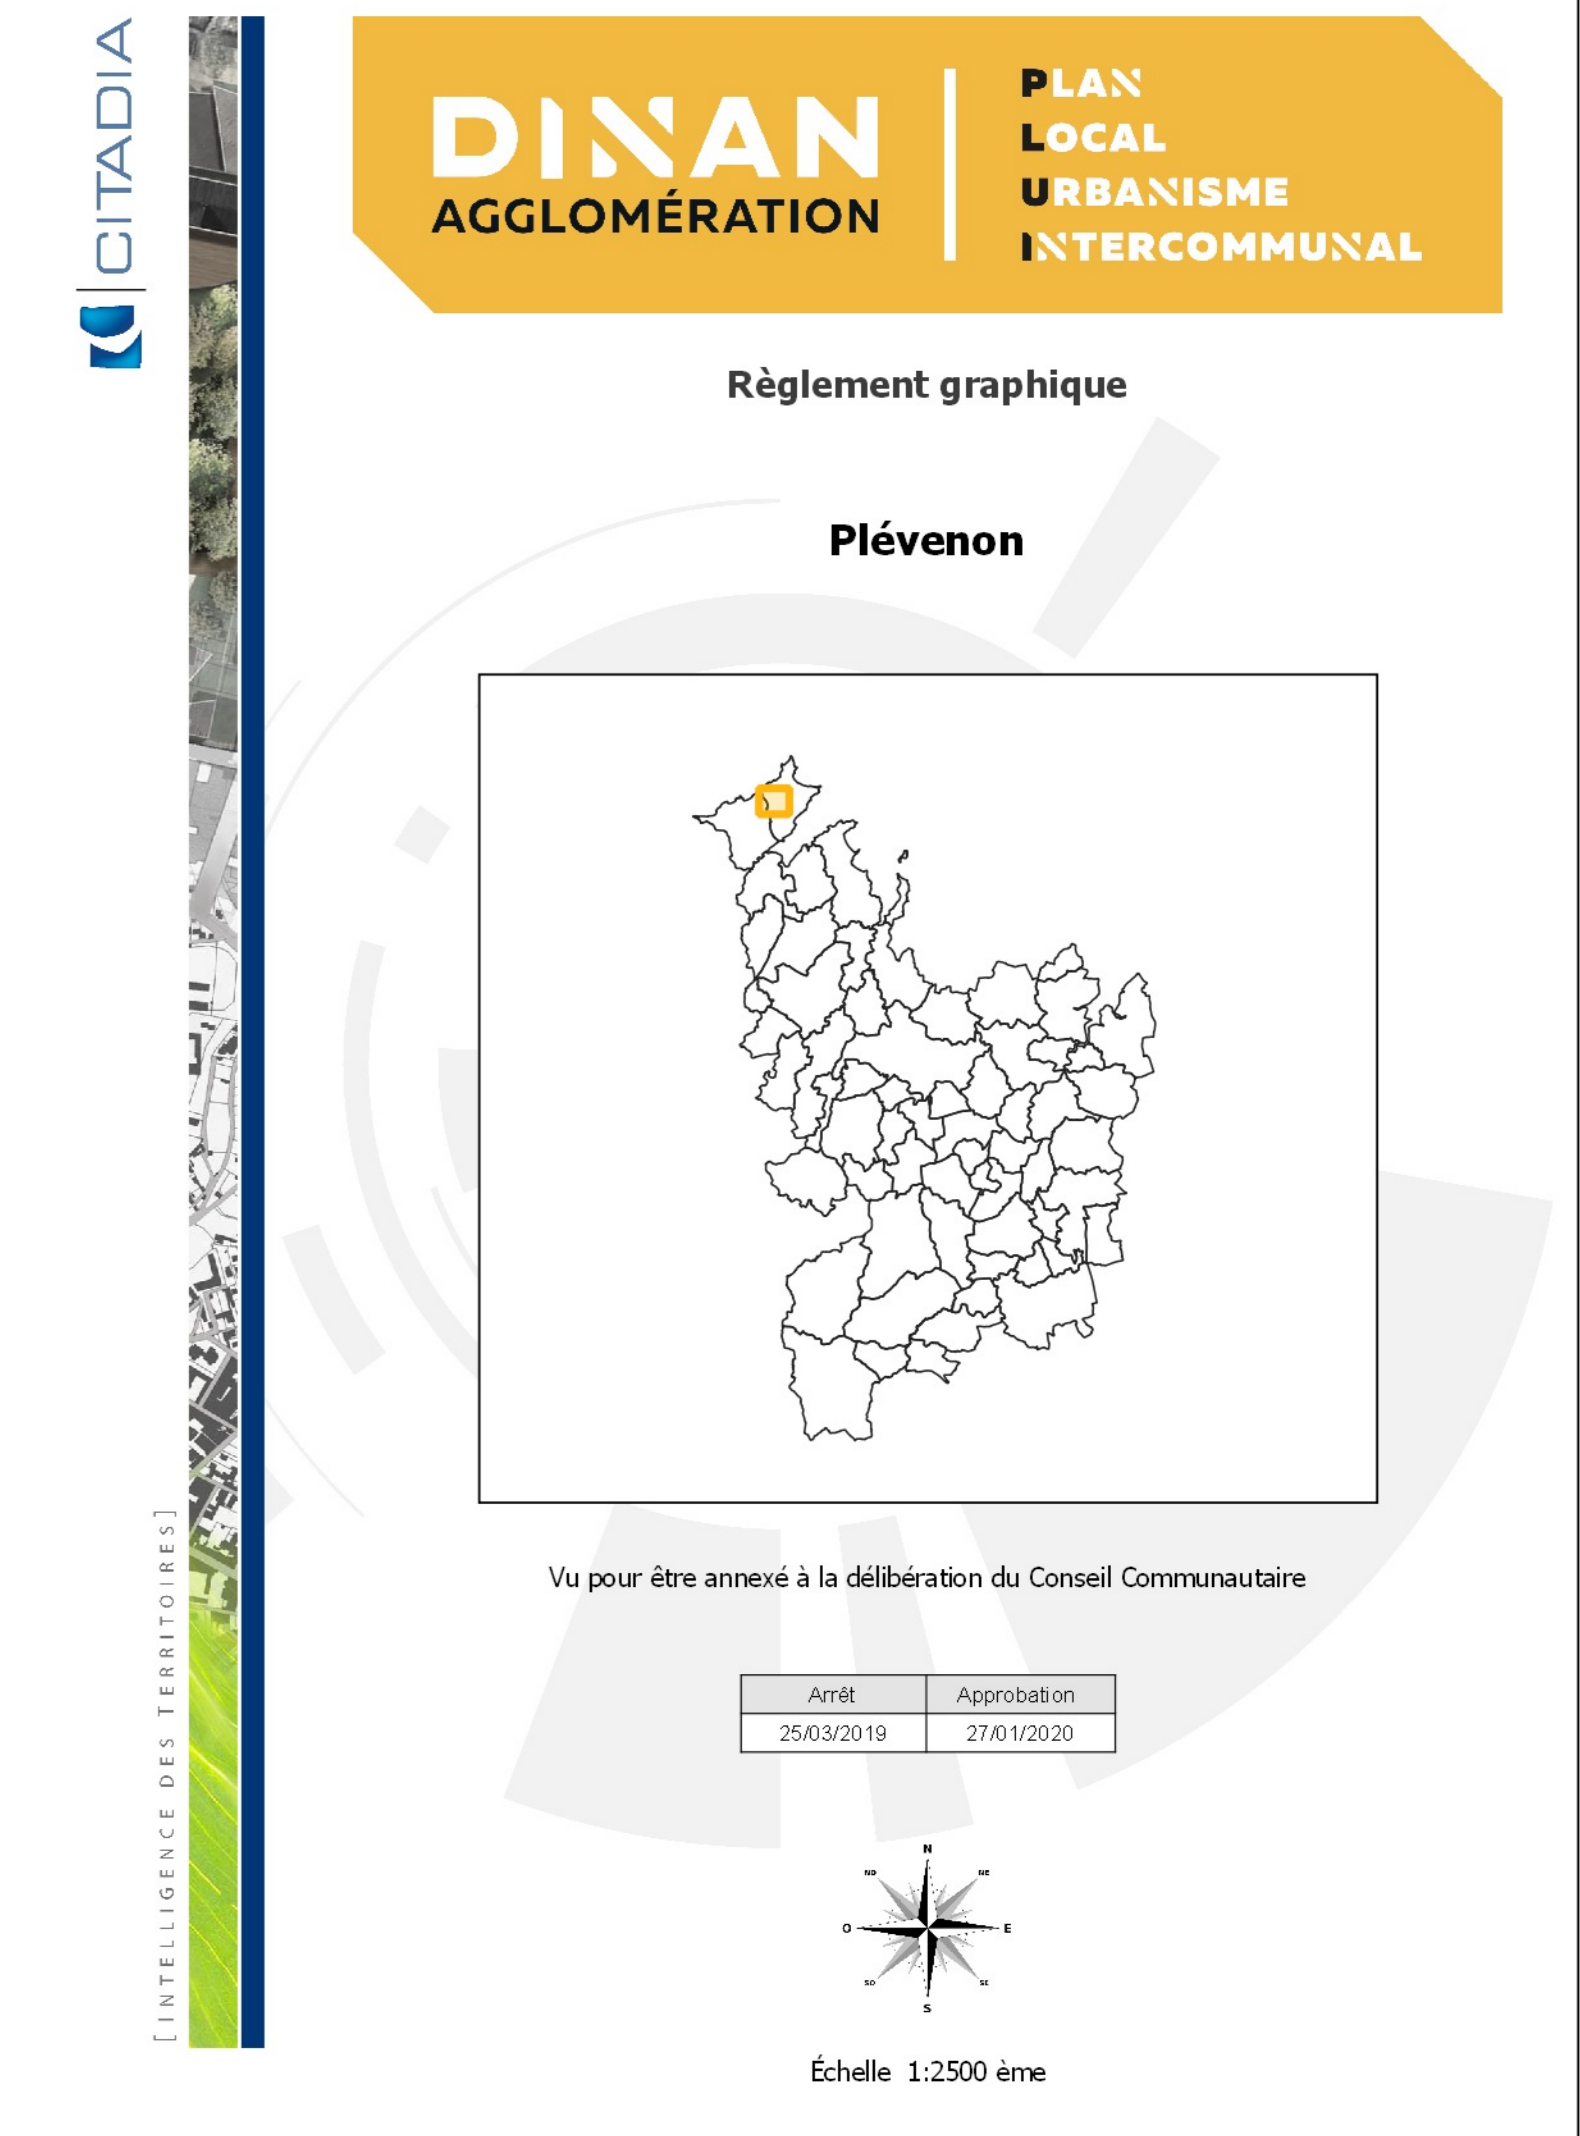 CITADIA
DINAN
AGGLOMÉRATION
PLAN
LOCAL
URBANISME
INTERCOMMUNAL
Règlement graphique
Plévenon
Vu pour être annexé à la délibération du Conseil Communautaire
Arrêt Approbation
25/03/2019 27/01/2020
N
NO NE
O E
SO SE
S
Échelle 1:2500 ème
[INTELLIGENCE DES TERRITOIRES]